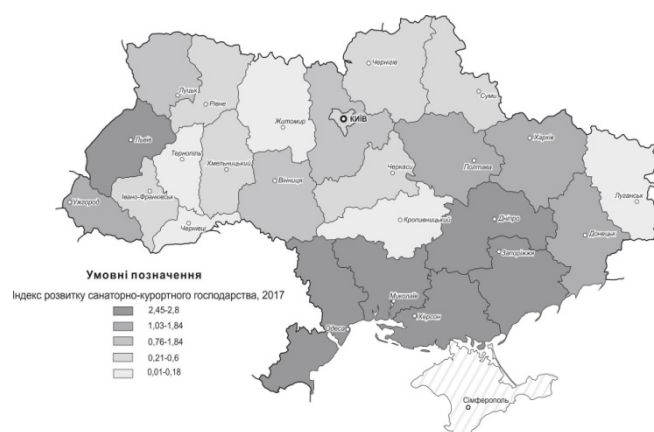 Чернігів
Луцьк
Рівне
Суми
Житомир
КИЇВ
Львів
Харків
Тернопіль
Хмельницький
Черкаси
Полтава
Вінниця
Івано-Франківськ
Луганськ
Ужгород
Чернівці
Кропивницький
Дніпро
Донецьк
Запоріжжя
Умовні позначення
Індекс розвитку санаторно-курортного господарства, 2017
2,45-2,8
1,03-1,84
0,76-1,84
0,21-0,6
0,01-0,18
Миколаїв
Херсон
Одеса
Сімферополь